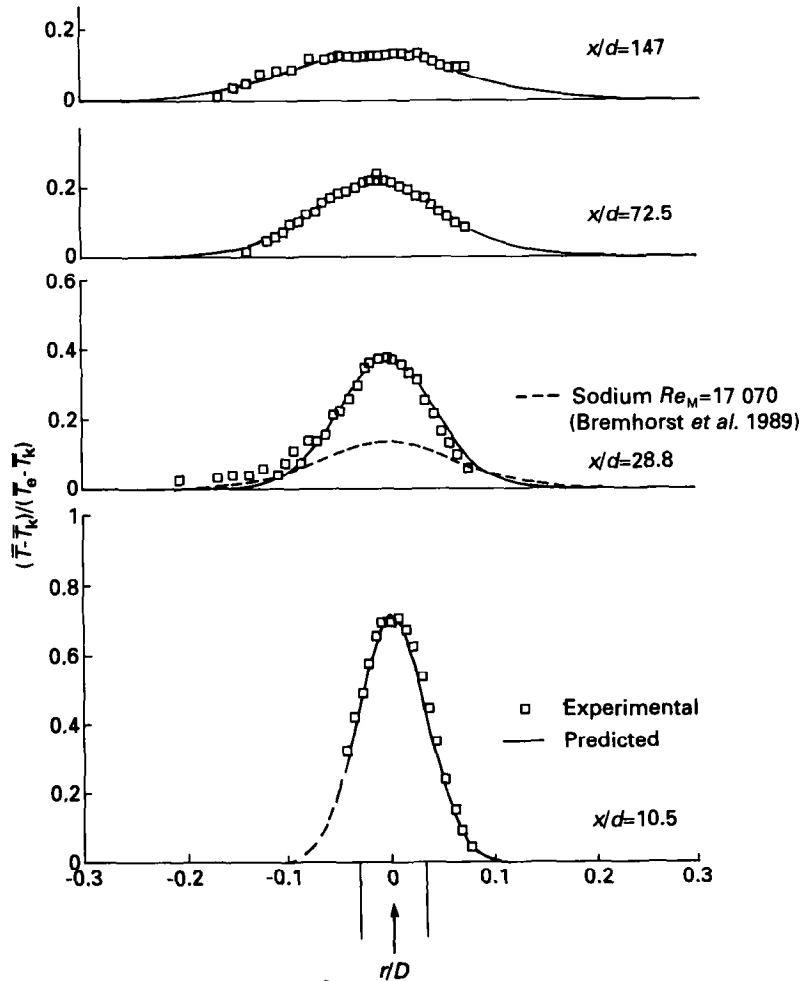 0.2
0
x/d=147
0.2
0
x/d=72.5
0.6
0.4
0.2
0
Sodium Re_M=17 070
(Bremhorst et al. 1989)
x/d=28.8
(T̿-T̿_k)/(T̅_e-T̅_k)
1
0.8
0.6
0.4
0.2
0
Experimental
Predicted
x/d=10.5
-0.3 -0.2 -0.1 0 0.1 0.2 0.3
r/D